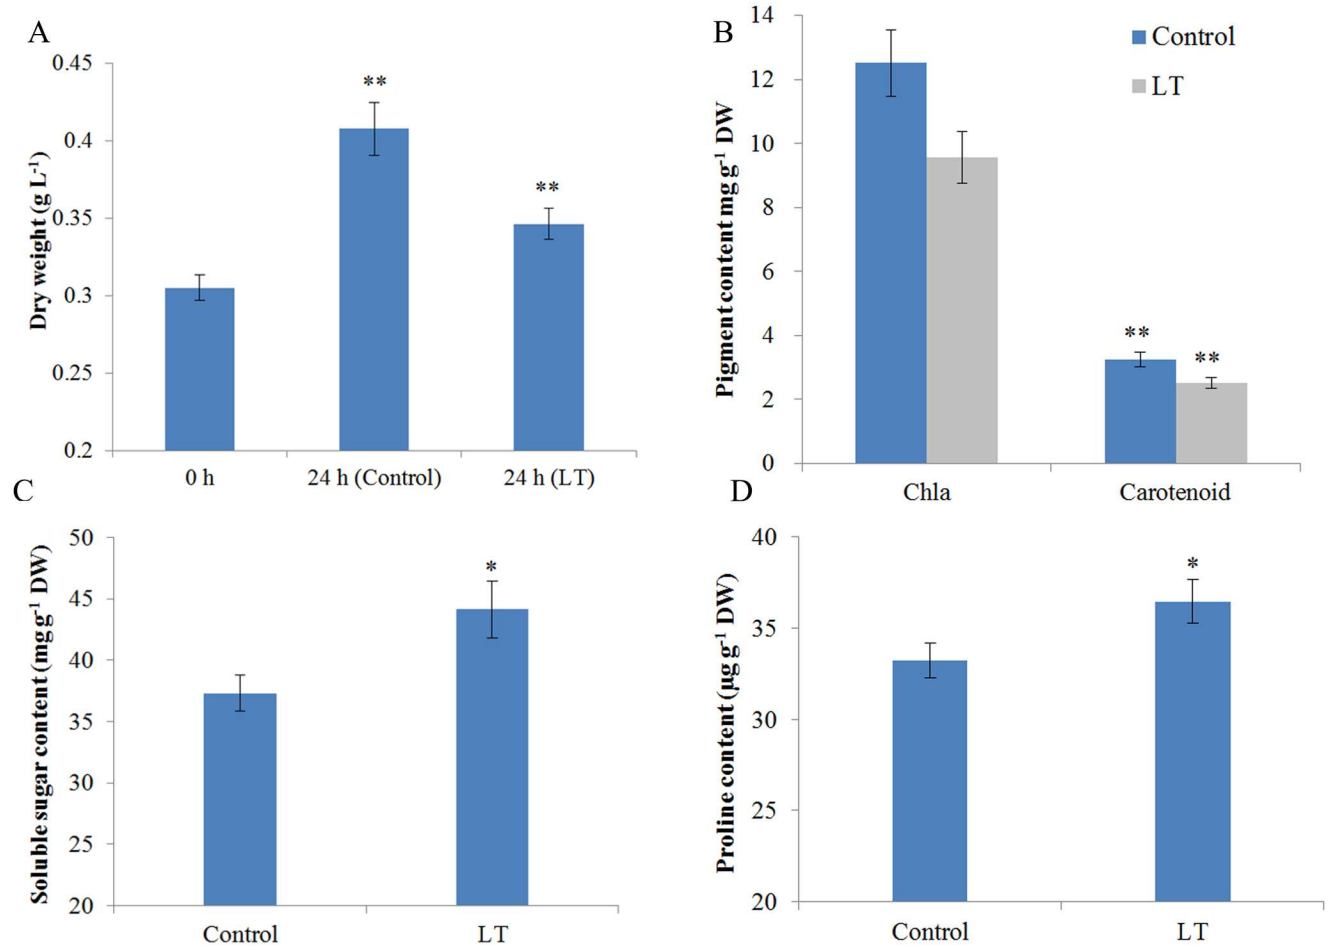 A
Dry weight (g L-1)
0.45
0.4
0.35
0.3
0.25
0.2
**
**
0 h
24 h (Control)
24 h (LT)
B
Pigment content mg g-1 DW
14
12
10
8
6
4
2
0
Control
LT
**
**
Chla
Carotenoid
C
Soluble sugar content (mg g-1 DW)
50
45
40
35
30
25
20
*
Control
LT
D
Proline content (µg g-1 DW)
40
35
30
25
20
*
Control
LT